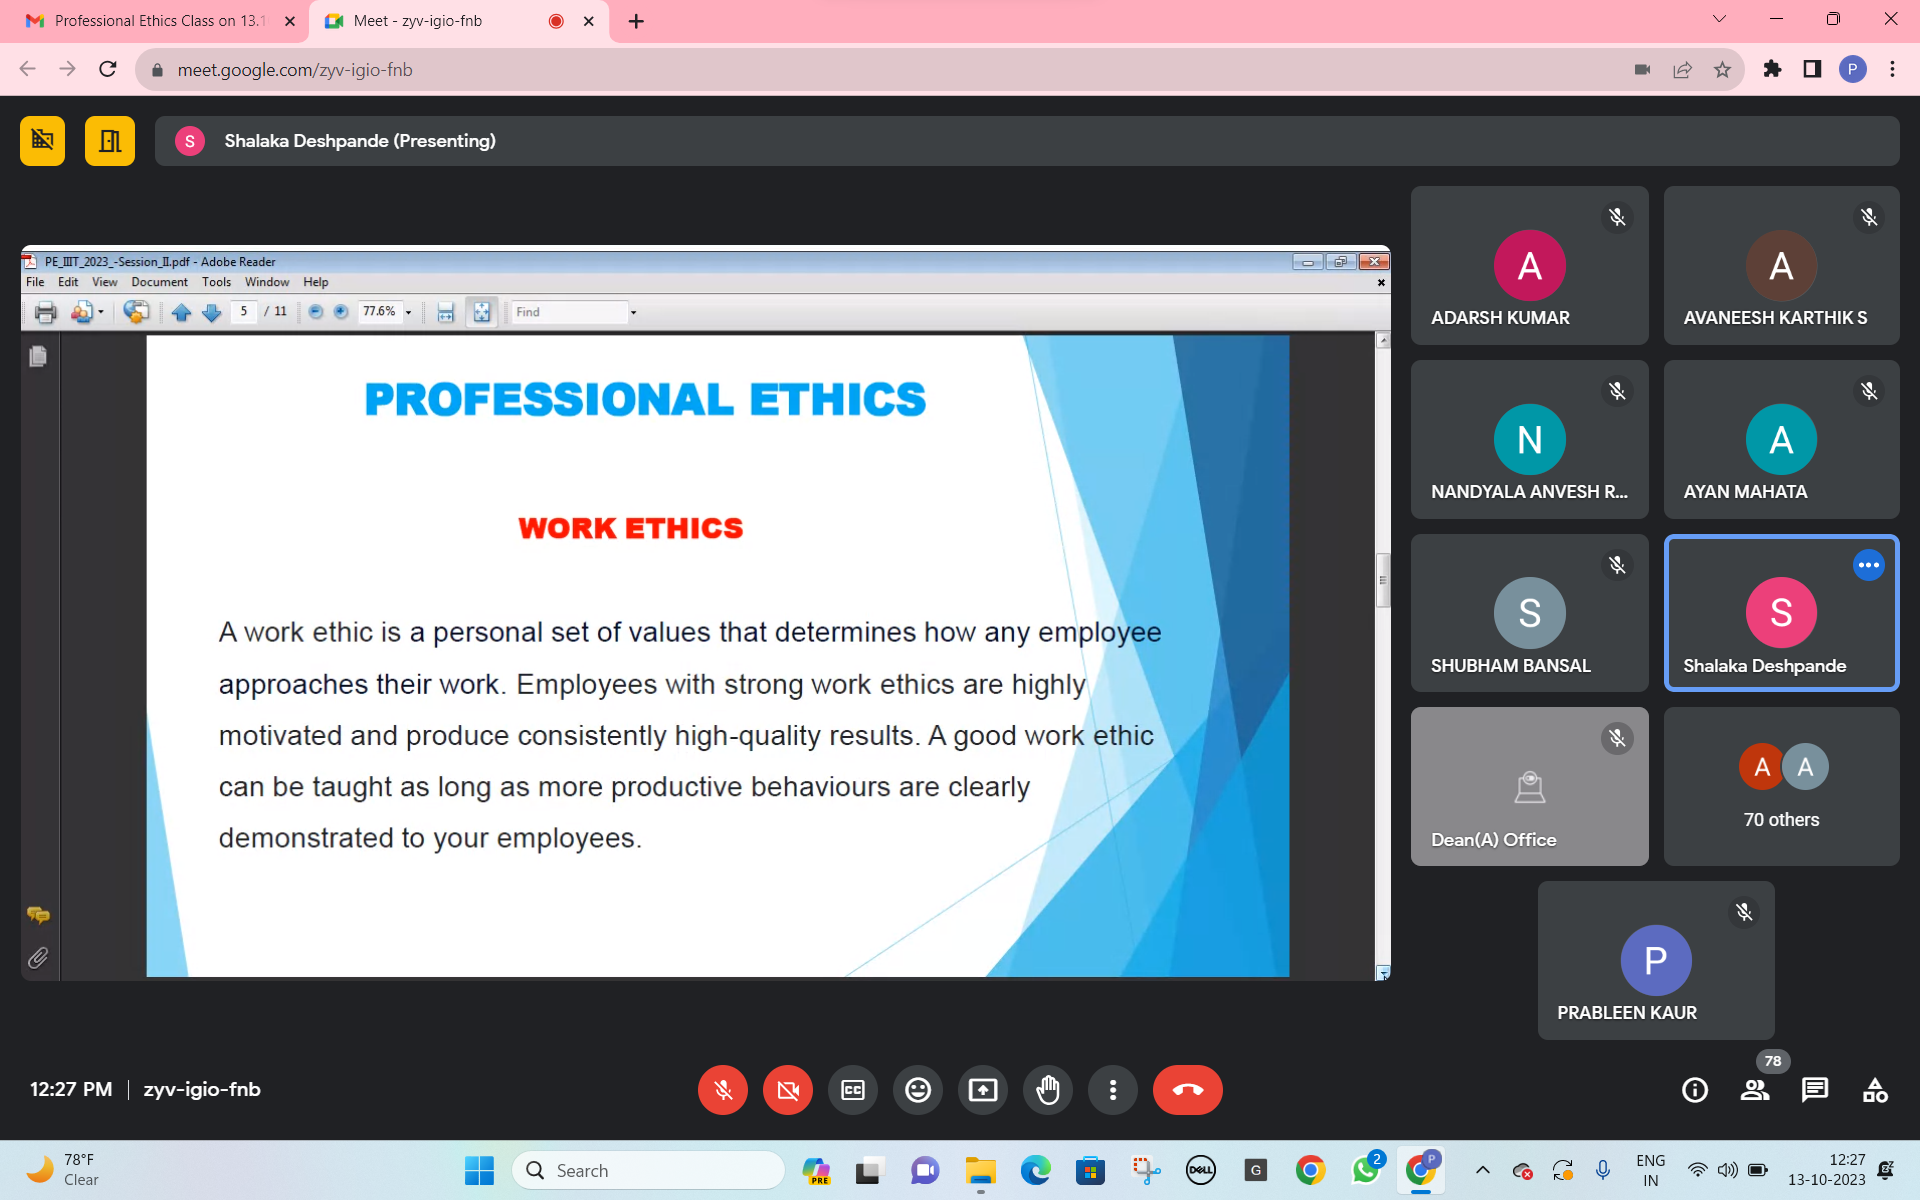 Professional Ethics Class on 13.1
Meet - zyv-igio-fnb
meet.google.com/zyv-igio-fnb
P
S
Shalaka Deshpande (Presenting)
PE_IIIT_2023_-Session_II.pdf - Adobe Reader
File Edit View Document Tools Window Help
5 / 11 77.6% Find
PROFESSIONAL ETHICS
WORK ETHICS
A work ethic is a personal set of values that determines how any employee
approaches their work. Employees with strong work ethics are highly
motivated and produce consistently high-quality results. A good work ethic
can be taught as long as more productive behaviours are clearly
demonstrated to your employees.
A
ADARSH KUMAR
A
AVANEESH KARTHIK S
N
NANDYALA ANVESH R...
A
AYAN MAHATA
S
SHUBHAM BANSAL
S
Shalaka Deshpande
Dean(A) Office
A A
70 others
P
PRABLEEN KAUR
12:27 PM | zyv-igio-fnb
CC
78
78°F
Clear
Search
PRE
DELL
G
2
P
ENG
IN
12:27
13-10-2023